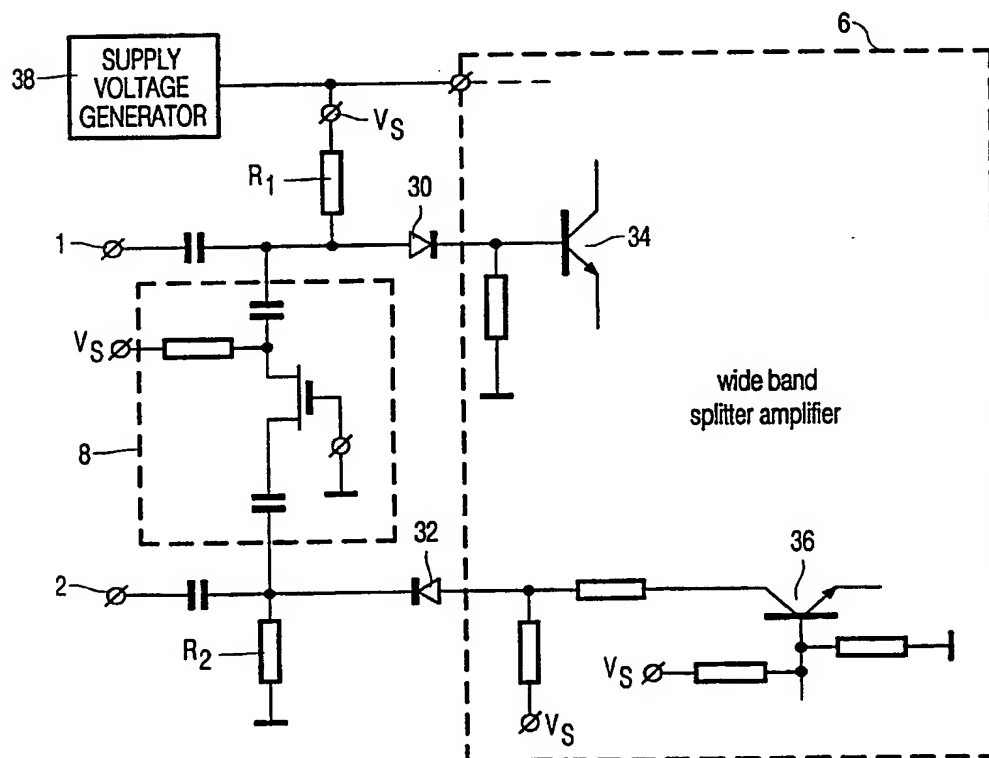 6
38
SUPPLY
VOLTAGE
GENERATOR
VS
R1
30
1
34
VS
wide band
splitter amplifier
8
32
36
2
R2
VS
VS